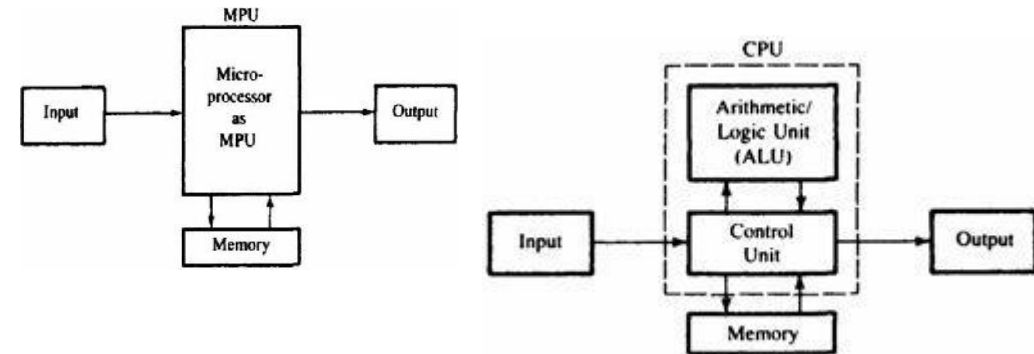 MPU
Micro-
processor
as
MPU
Input
Output
Memory
CPU
Arithmetic/
Logic Unit
(ALU)
Input
Control
Unit
Output
Memory